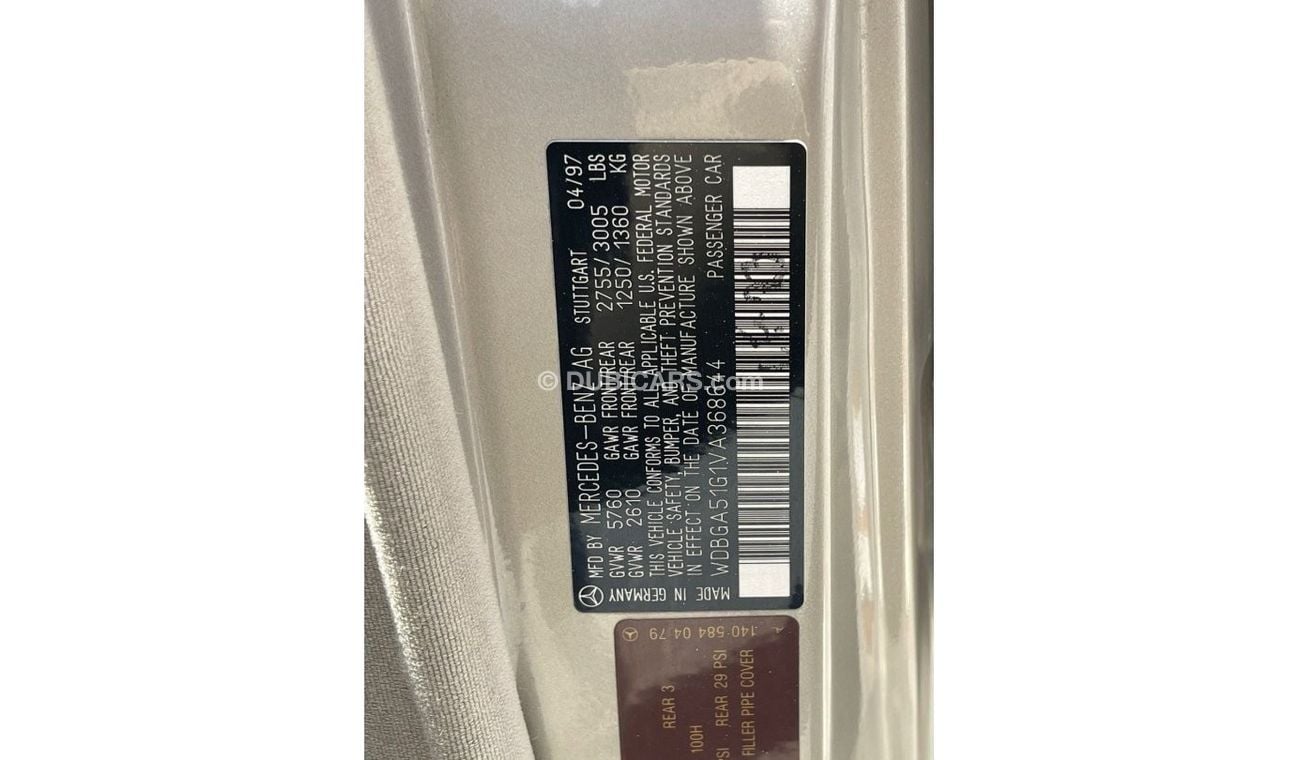 MFD BY MERCEDES-BENZ AG STUTTGART 04/97
GVWR 5760 GAWR FRONT/REAR 2755/3005 LBS
GVWR 2610 GAWR FRONT/REAR 1250/1360 KG
THIS VEHICLE CONFORMS TO ALL APPLICABLE U.S. FEDERAL MOTOR
VEHICLE SAFETY, BUMPER, AND THEFT PREVENTION STANDARDS
IN EFFECT ON THE DATE OF MANUFACTURE SHOWN ABOVE
WDBGA51G1VA368644 PASSENGER CAR
MADE IN GERMANY
© DUBICARS.com
A 140 584 04 79
REAR 3
100H
PSI . REAR 29 PSI
FILLER PIPE COVER